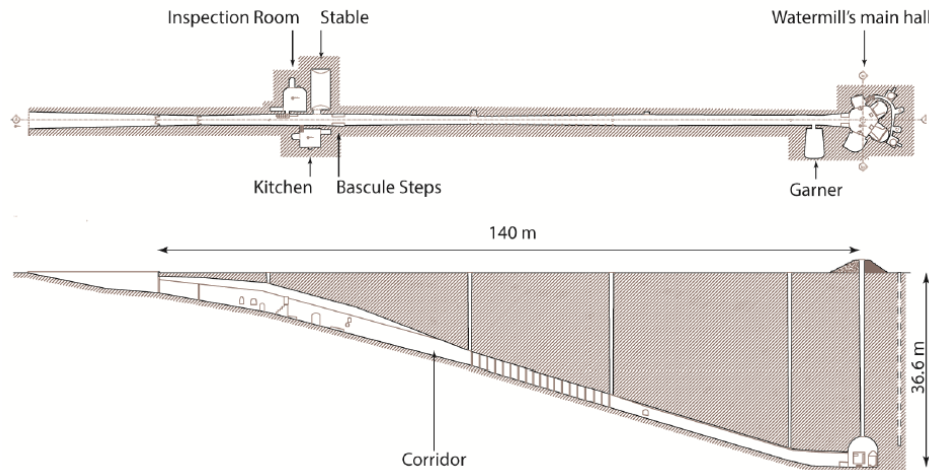 Inspection Room
Stable
Watermill's main hall
Kitchen
Bascule Steps
Garner
140 m
36.6 m
Corridor